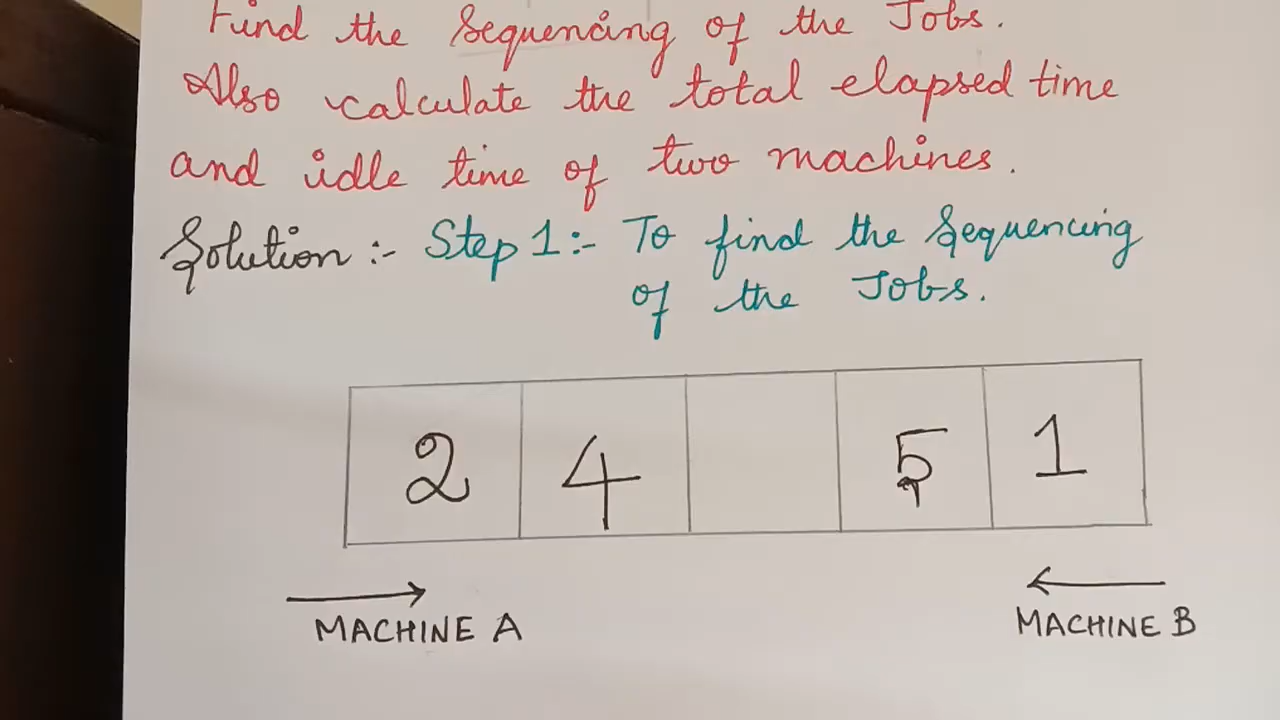 Find the Sequencing of the Jobs.
Also calculate the total elapsed time
and idle time of two machines.
Solution :- Step 1:- To find the Sequencing
of the Jobs.
2 4 5 1
MACHINE A MACHINE B